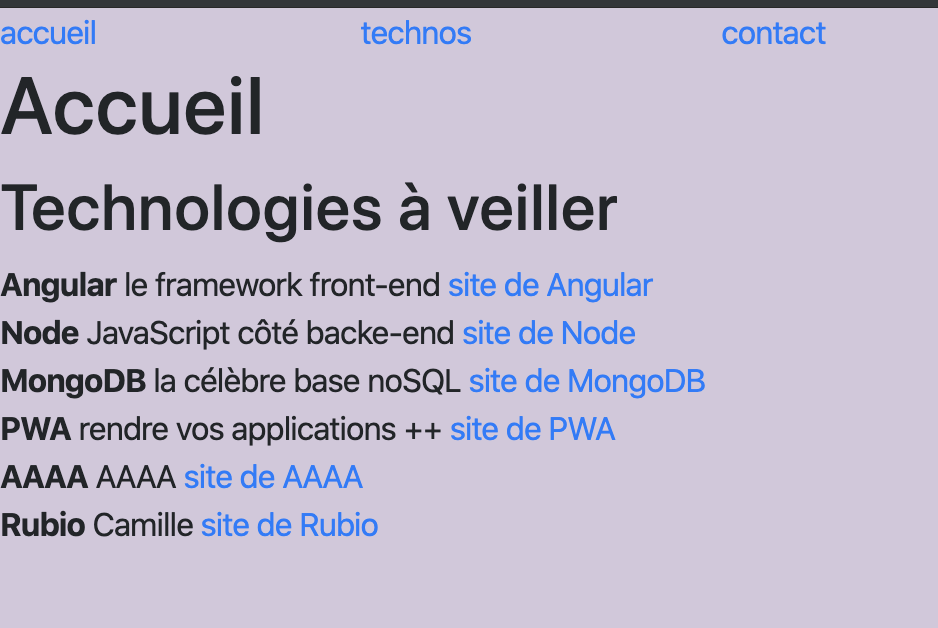 accueil technos contact
Accueil
Technologies à veiller
Angular le framework front-end site de Angular
Node JavaScript côté backe-end site de Node
MongoDB la célèbre base noSQL site de MongoDB
PWA rendre vos applications ++ site de PWA
AAAA AAAA site de AAAA
Rubio Camille site de Rubio